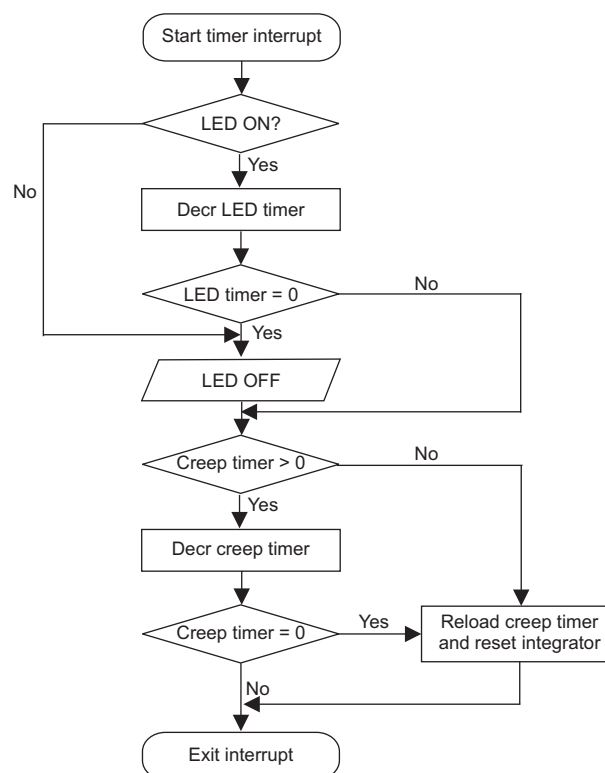 Start timer interrupt
LED ON?
Yes
No
Decr LED timer
LED timer = 0
No
Yes
LED OFF
Creep timer > 0
No
Yes
Decr creep timer
Creep timer = 0
Yes
Reload creep timer
and reset integrator
No
Exit interrupt